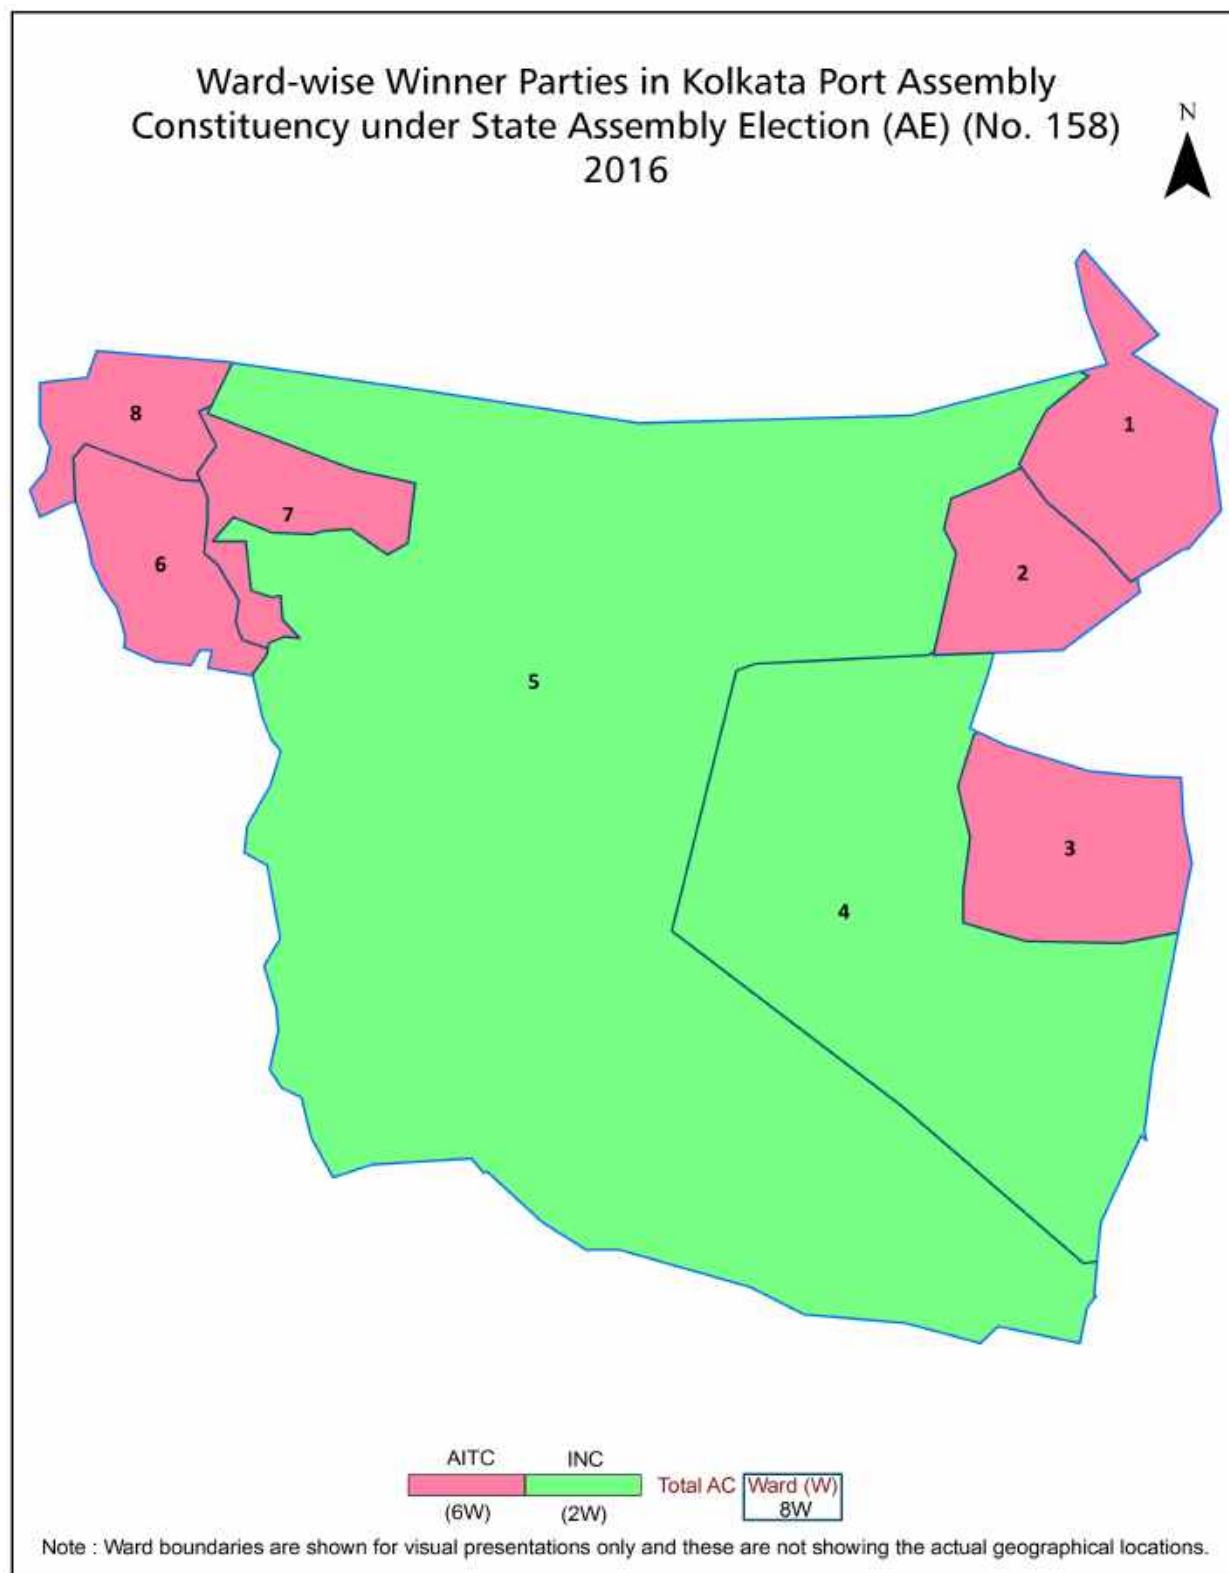 Ward-wise Winner Parties in Kolkata Port Assembly
Constituency under State Assembly Election (AE) (No. 158)
2016
N
8
1
7
6
2
5
3
4
AITC INC
Total AC Ward (W)
(6W) (2W) 8W
Note : Ward boundaries are shown for visual presentations only and these are not showing the actual geographical locations.